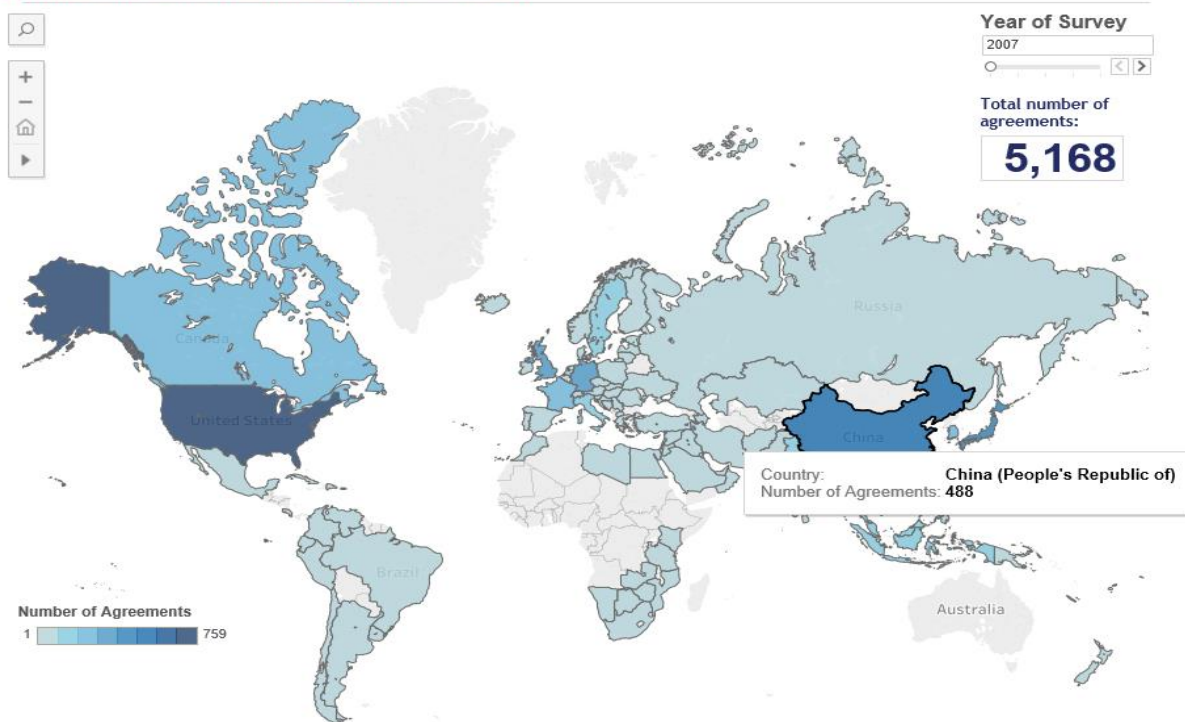 Year of Survey
2007
Total number of
agreements:
5,168
Canada
Russia
United States
China
Country: China (People's Republic of)
Number of Agreements: 488
Brazil
Australia
Number of Agreements
1 759